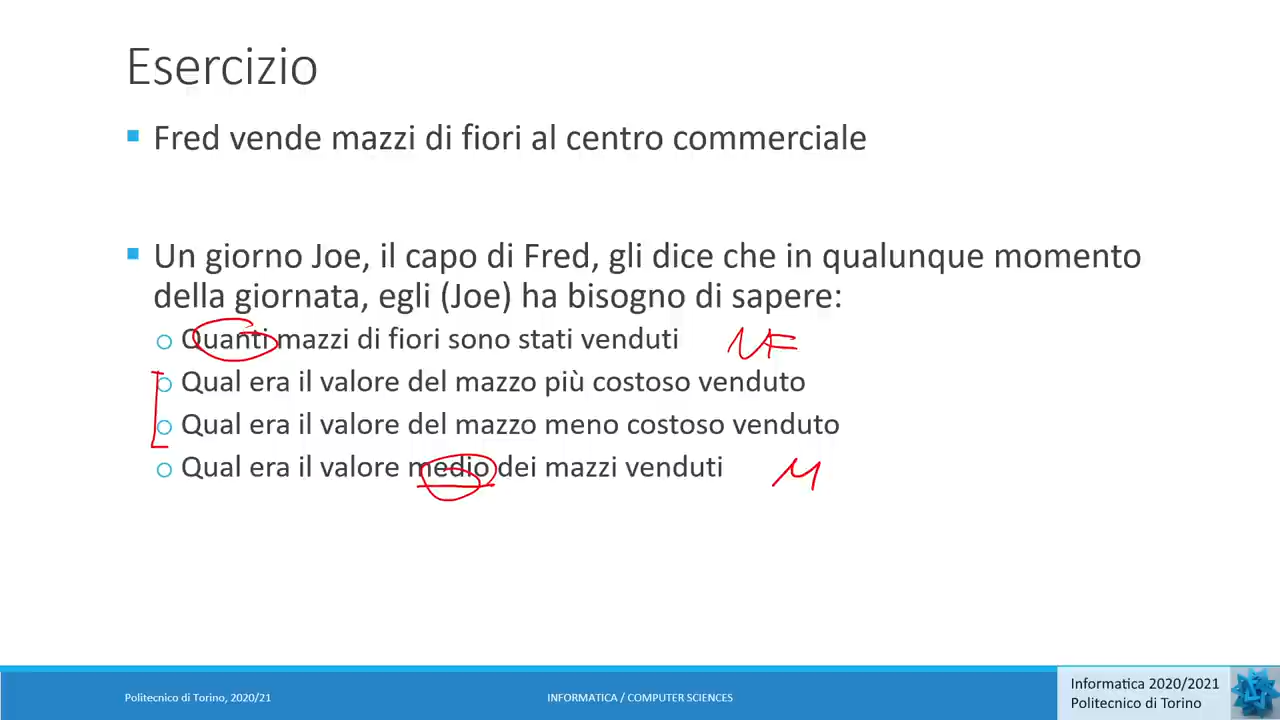 Esercizio
Fred vende mazzi di fiori al centro commerciale
Un giorno Joe, il capo di Fred, gli dice che in qualunque momento
della giornata, egli (Joe) ha bisogno di sapere:
Quanti mazzi di fiori sono stati venduti NF
Qual era il valore del mazzo più costoso venduto
Qual era il valore del mazzo meno costoso venduto
Qual era il valore medio dei mazzi venduti M
Politecnico di Torino, 2020/21
INFORMATICA / COMPUTER SCIENCES
Informatica 2020/2021
Politecnico di Torino